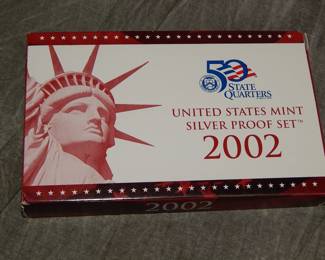 50
STATE
QUARTERS
UNITED STATES MINT
SILVER PROOF SET™
2002
2002